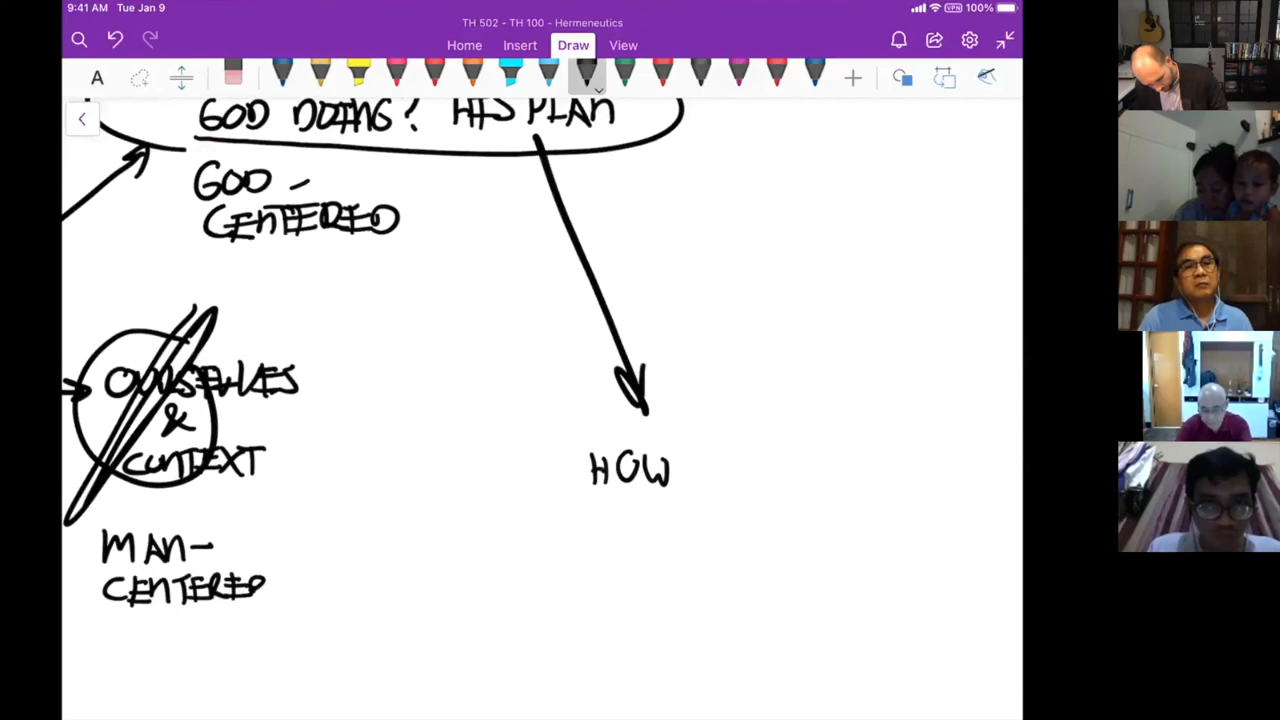 9:41 AM Tue Jan 9
VPN 100%
TH 502 - TH 100 - Hermeneutics
Home Insert Draw View
A
GOD DOING? HIS PLAN
GOD -
CENTERED
OURSELVES
&
CONTEXT
HOW
MAN-
CENTERED